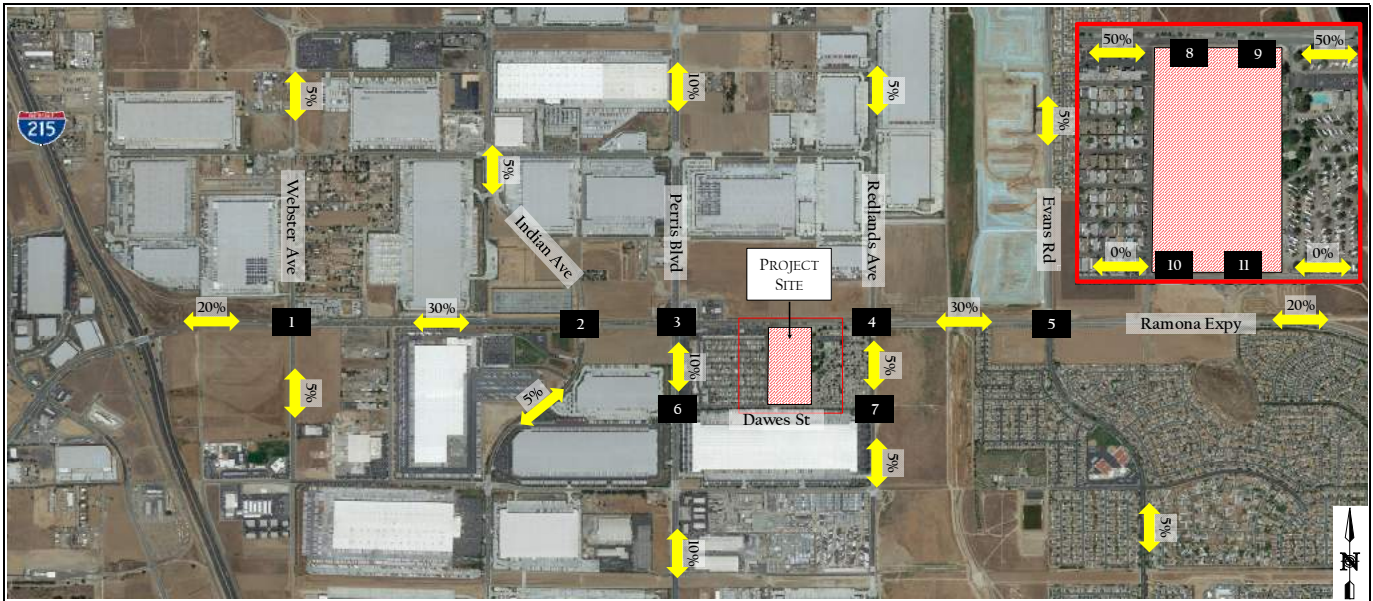 50%
50%
8
9
5%
10%
5%
5%
INTERSTATE
215
5%
Webster Ave
Indian Ave
Perris Blvd
Redlands Ave
Evans Rd
0%
0%
10
11
PROJECT
SITE
20%
1
30%
2
3
4
30%
5
Ramona Expy
20%
5%
5%
10%
5%
6
7
Dawes St
5%
10%
5%
N